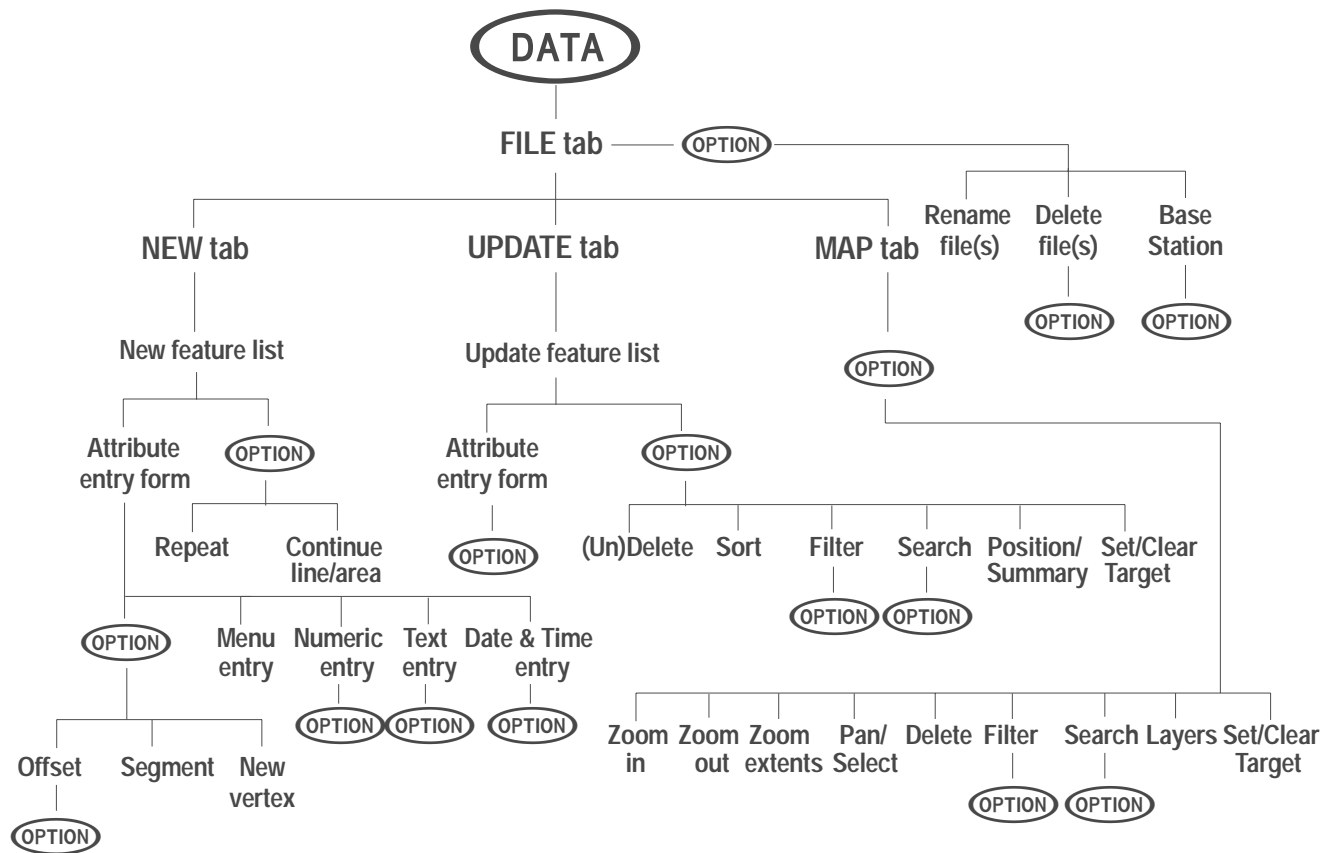 DATA
FILE tab
OPTION
Rename
file(s)
Delete
file(s)
Base
Station
OPTION
OPTION
NEW tab
UPDATE tab
MAP tab
New feature list
Update feature list
OPTION
Attribute
entry form
OPTION
Attribute
entry form
OPTION
Repeat
Continue
line/area
OPTION
(Un)Delete
Sort
Filter
Search
Position/
Summary
Set/Clear
Target
OPTION
OPTION
OPTION
Menu
entry
Numeric
entry
Text
entry
Date & Time
entry
OPTION
OPTION
OPTION
Offset
Segment
New
vertex
OPTION
Zoom
in
Zoom
out
Zoom
extents
Pan/
Select
Delete
Filter
Search
Layers
Set/Clear
Target
OPTION
OPTION